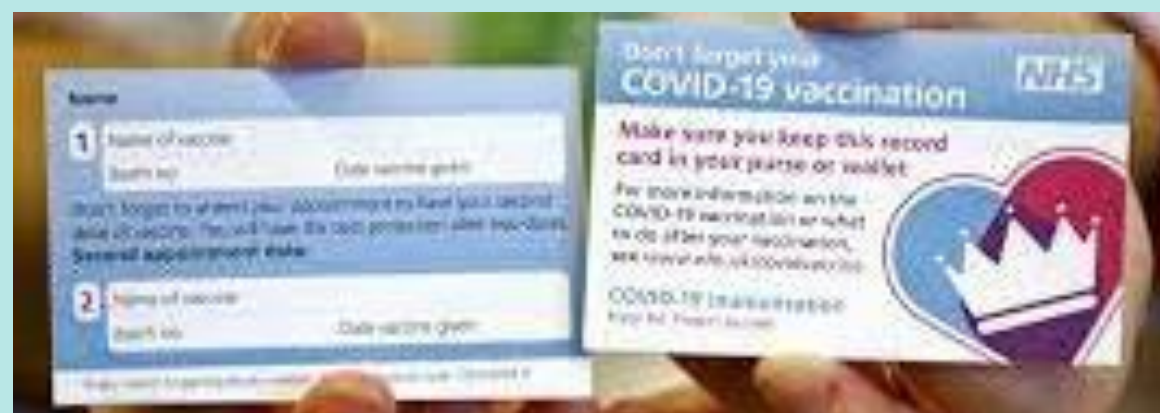 Name
1 Name of vaccine:
Batch no: Date vaccine given:
Don't forget to attend your appointment to have your second
dose of vaccine. You will have the best protection after two doses.
Second appointment date:
2 Name of vaccine:
Batch no: Date vaccine given:
Don't forget your
COVID-19 vaccination
NHS
Make sure you keep this record
card in your purse or wallet
For more information on the
COVID-19 vaccination or what
to do after your vaccination,
see www.nhs.uk/covidvaccine
COVID-19 Immunisation